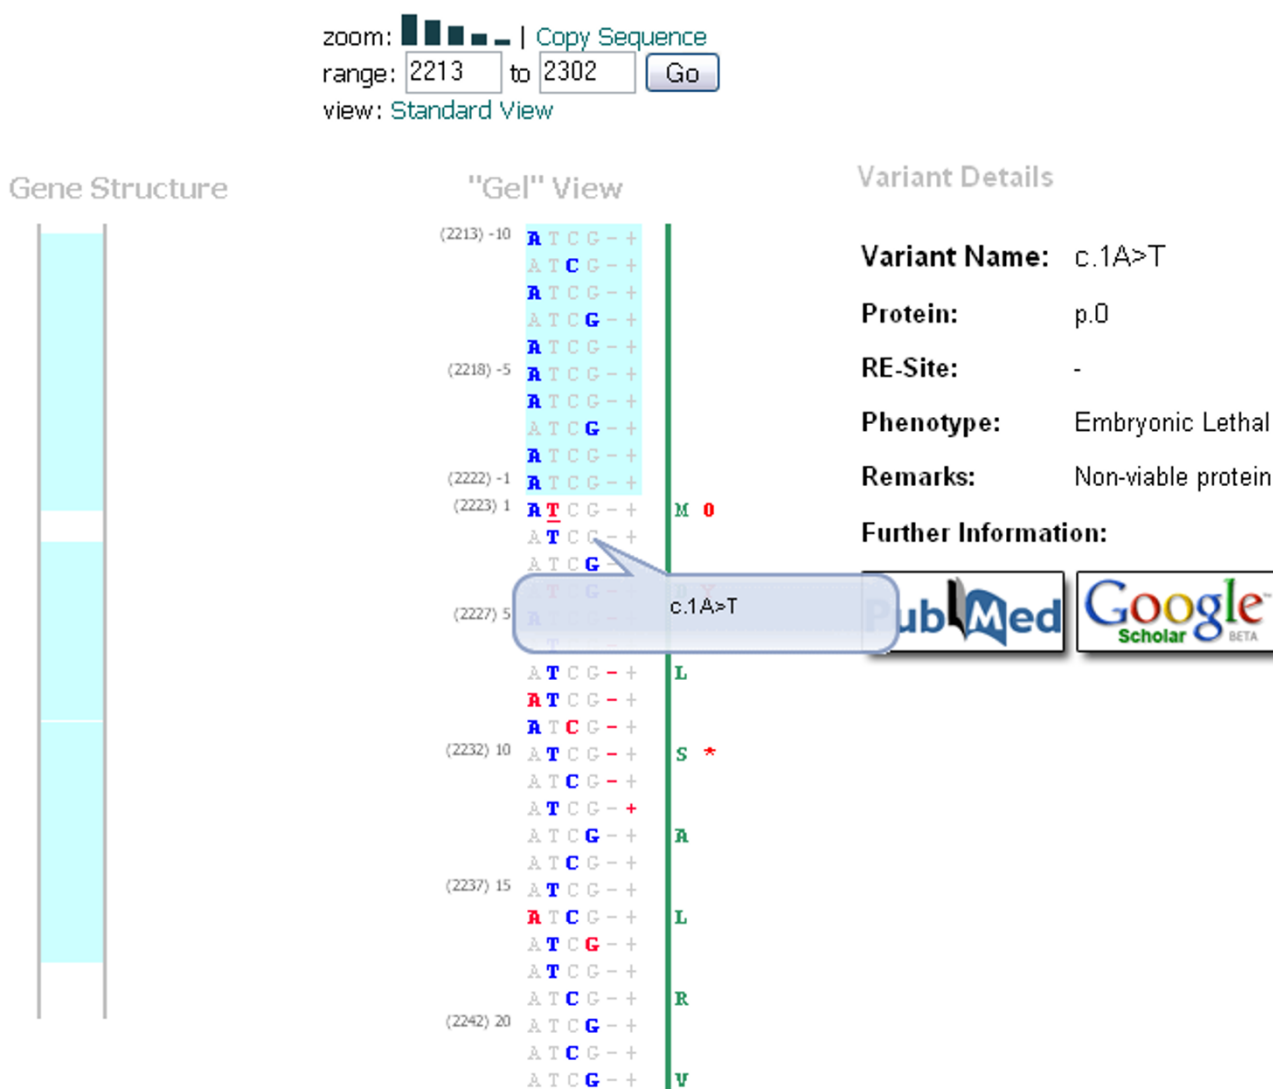 zoom: | Copy Sequence
range: 2213 to 2302 Go
view: Standard View
Gene Structure
"Gel" View
Variant Details
(2213) -10 A T C G - +
A T C G - +
A T C G - +
A T C G - +
A T C G - +
(2218) -5 A T C G - +
A T C G - +
A T C G - +
A T C G - +
(2222) -1 A T C G - +
(2223) 1 A T C G - + M 0
A T C G - +
A T C G -
(2227) 5
A T C G - + L
A T C G - +
A T C G - +
(2232) 10 A T C G - + S *
A T C G - +
A T C G - +
A T C G - + A
A T C G - +
(2237) 15 A T C G - +
A T C G - + L
A T C G - +
A T C G - +
A T C G - + R
(2242) 20 A T C G - +
A T C G - +
A T C G - + V
c.1A>T
Variant Name: c.1A>T
Protein: p.0
RE-Site: -
Phenotype: Embryonic Lethal
Remarks: Non-viable protein
Further Information:
PubMed
Google
Scholar BETA